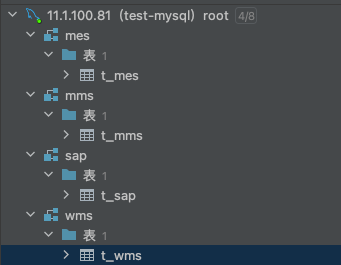 11.1.100.81 (test-mysql) root 4/8
mes
表 1
t_mes
mms
表 1
t_mms
sap
表 1
t_sap
wms
表 1
t_wms